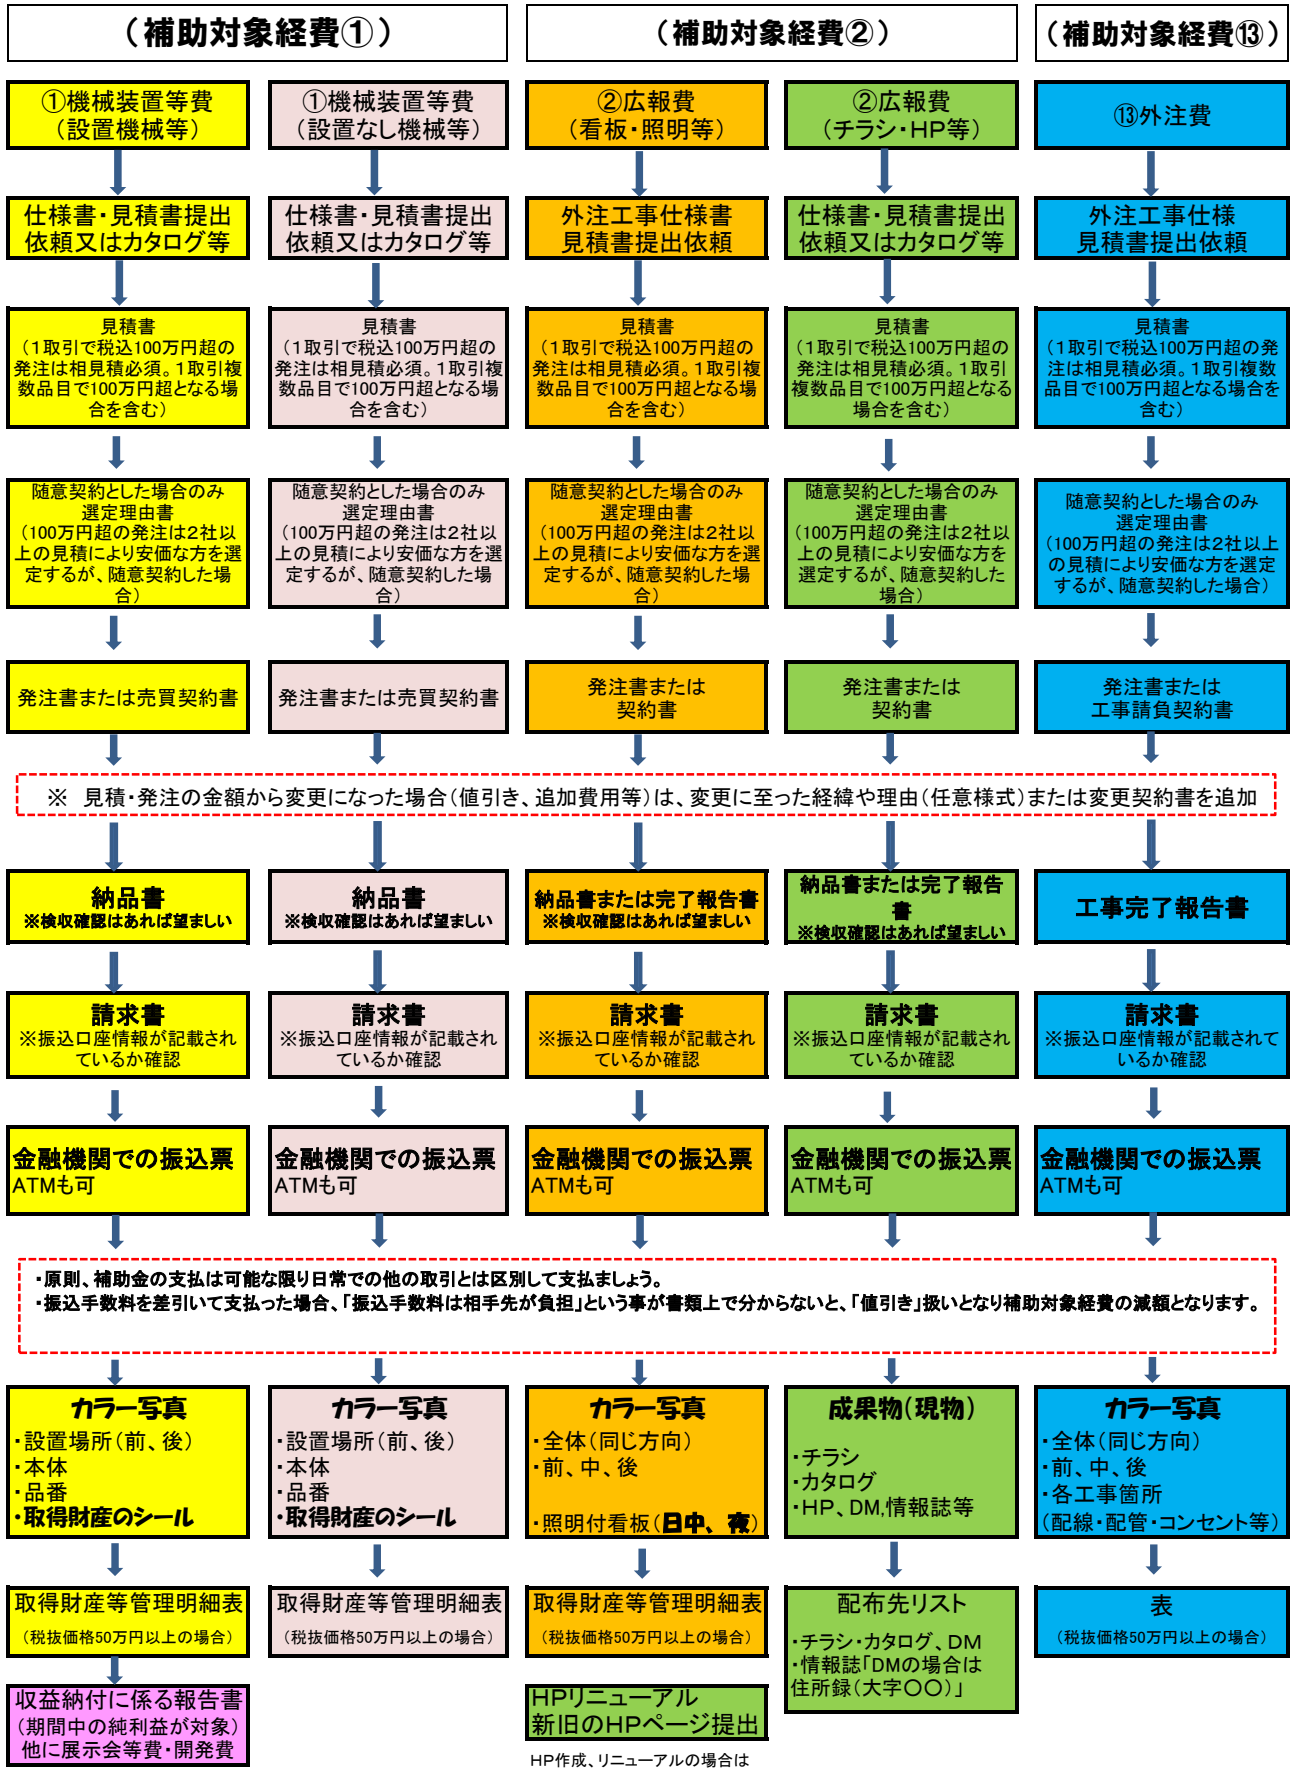 （補助対象経費①）
（補助対象経費②）
（補助対象経費⑬）
①機械装置等費
（設置機械等）
①機械装置等費
（設置なし機械等）
②広報費
（看板・照明等）
②広報費
（チラシ・HP等）
⑬外注費
仕様書・見積書提出
依頼又はカタログ等
仕様書・見積書提出
依頼又はカタログ等
外注工事仕様書
見積書提出依頼
仕様書・見積書提出
依頼又はカタログ等
外注工事仕様
見積書提出依頼
見積書
（１取引で税込100万円超の
発注は相見積必須。１取引複
数品目で100万円超となる場
合を含む）
見積書
（１取引で税込100万円超の
発注は相見積必須。１取引複
数品目で100万円超となる場
合を含む）
見積書
（１取引で税込100万円超の
発注は相見積必須。１取引複
数品目で100万円超となる場
合を含む）
見積書
（１取引で税込100万円超の
発注は相見積必須。１取引
複数品目で100万円超となる
場合を含む）
見積書
（１取引で税込100万円超の発
注は相見積必須。１取引複数
品目で100万円超となる場合を
含む）
随意契約とした場合のみ
選定理由書
（100万円超の発注は２社以
上の見積により安価な方を選
定するが、随意契約した場
合）
随意契約とした場合のみ
選定理由書
（100万円超の発注は２社以
上の見積により安価な方を選
定するが、随意契約した場
合）
随意契約とした場合のみ
選定理由書
（100万円超の発注は２社以
上の見積により安価な方を選
定するが、随意契約した場
合）
随意契約とした場合のみ
選定理由書
（100万円超の発注は２社以
上の見積により安価な方を
選定するが、随意契約した
場合）
随意契約とした場合のみ
選定理由書
（100万円超の発注は２社以上
の見積により安価な方を選定
するが、随意契約した場合）
発注書または売買契約書
発注書または売買契約書
発注書または
契約書
発注書または
契約書
発注書または
工事請負契約書
※　見積・発注の金額から変更になった場合（値引き、追加費用等）は、変更に至った経緯や理由（任意様式）または変更契約書を追加
納品書
※検収確認はあれば望ましい
納品書
※検収確認はあれば望ましい
納品書または完了報告書
※検収確認はあれば望ましい
納品書または完了報告
書
※検収確認はあれば望ましい
工事完了報告書
請求書
※振込口座情報が記載され
ているか確認
請求書
※振込口座情報が記載され
ているか確認
請求書
※振込口座情報が記載され
ているか確認
請求書
※振込口座情報が記載され
ているか確認
請求書
※振込口座情報が記載されて
いるか確認
金融機関での振込票
ATMも可
金融機関での振込票
ATMも可
金融機関での振込票
ATMも可
金融機関での振込票
ATMも可
金融機関での振込票
ATMも可
・原則、補助金の支払は可能な限り日常での他の取引とは区別して支払ましょう。
・振込手数料を差引いて支払った場合、「振込手数料は相手先が負担」という事が書類上で分からないと、「値引き」扱いとなり補助対象経費の減額となります。
カラー写真
・設置場所（前、後）
・本体
・品番
・取得財産のシール
カラー写真
・設置場所（前、後）
・本体
・品番
・取得財産のシール
カラー写真
・全体（同じ方向）
・前、中、後
・照明付看板（日中、夜）
成果物（現物）
・チラシ
・カタログ
・HP、DM,情報誌等
カラー写真
・全体（同じ方向）
・前、中、後
・各工事箇所
（配線・配管・コンセント等）
取得財産等管理明細表
（税抜価格50万円以上の場合）
取得財産等管理明細表
（税抜価格50万円以上の場合）
取得財産等管理明細表
（税抜価格50万円以上の場合）
配布先リスト
・チラシ・カタログ、ＤＭ
・情報誌「DMの場合は
住所録（大字〇〇）」
表
（税抜価格50万円以上の場合）
収益納付に係る報告書
（期間中の純利益が対象）
他に展示会等費・開発費
HPリニューアル
新旧のHPページ提出
HP作成、リニューアルの場合は